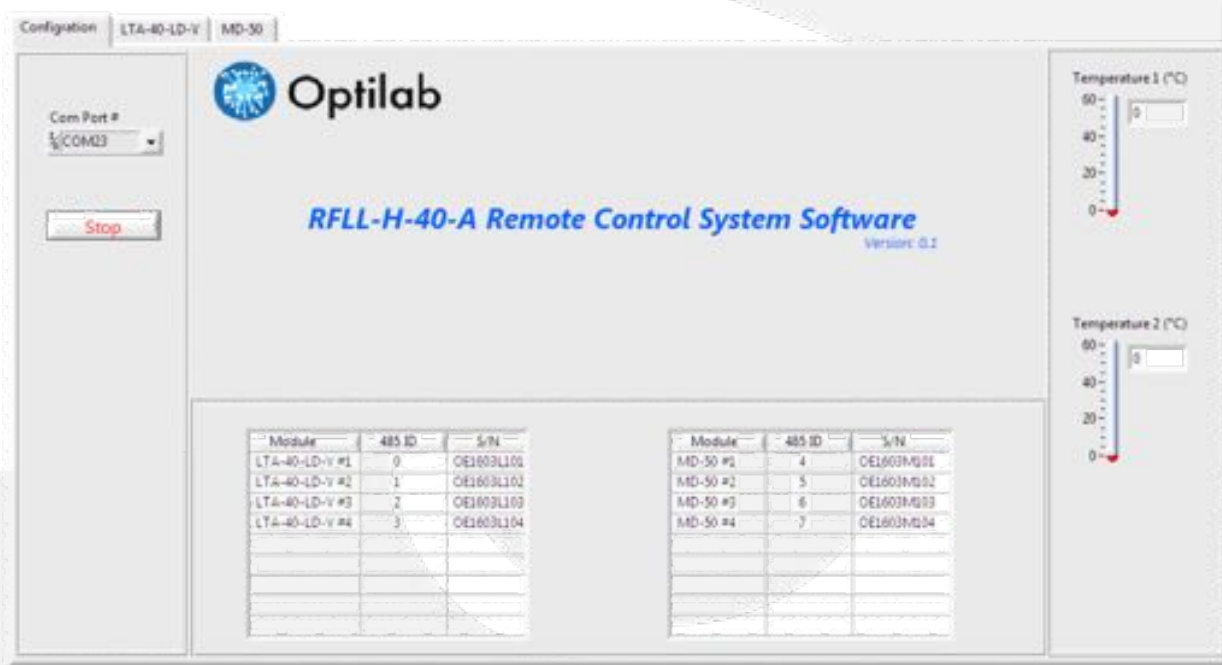 Configration LTA-40-LD-V MD-50
Com Port #
COM23
Stop
Optilab
RFLL-H-40-A Remote Control System Software
Version: 0.1
Temperature 1 (°C)
60
0
40
20
0
Temperature 2 (°C)
60
0
40
20
0
Module 485 ID S/N
LTA-40-LD-V #1 0 OE1603L101
LTA-40-LD-V #2 1 OE1603L102
LTA-40-LD-V #3 2 OE1603L103
LTA-40-LD-V #4 3 OE1603L104
Module 485 ID S/N
MD-50 #1 4 OE1603M101
MD-50 #2 5 OE1603M102
MD-50 #3 6 OE1603M103
MD-50 #4 7 OE1603M104